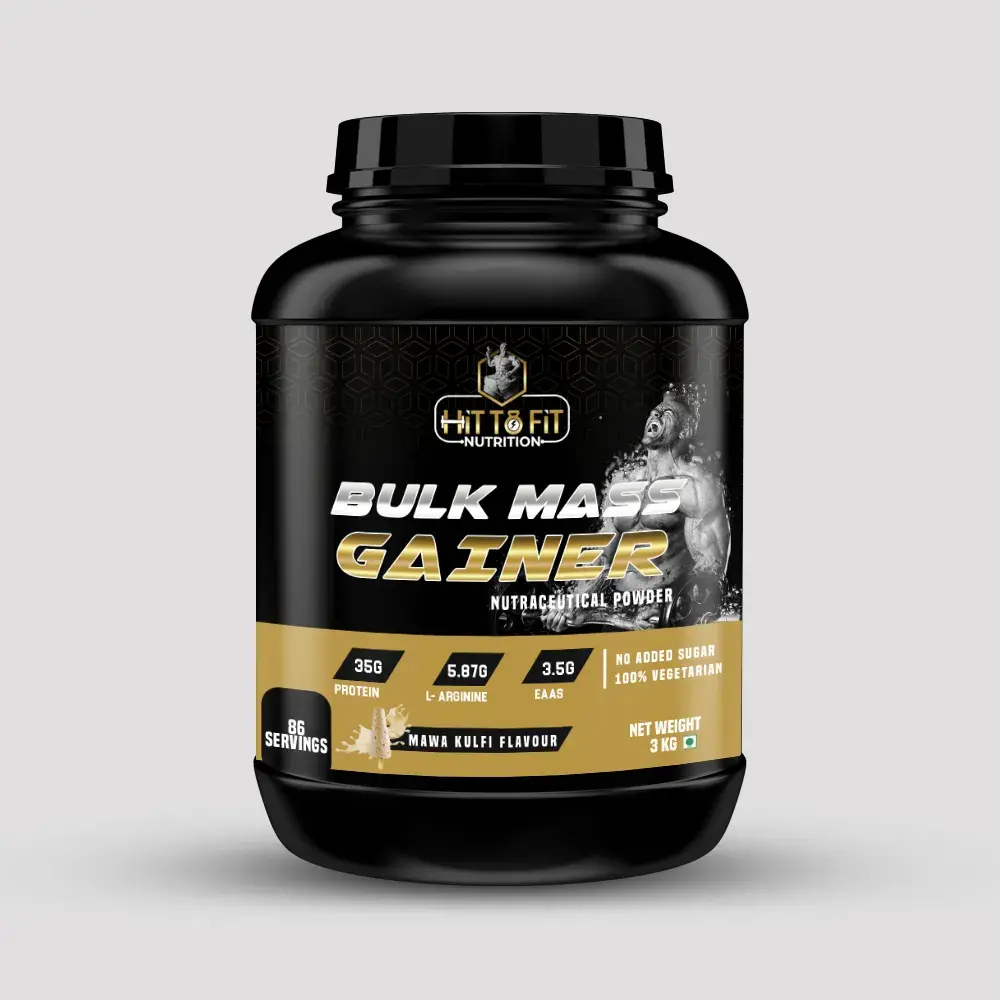 HIT TO FIT
NUTRITION
BULK MASS
GAINER
NUTRACEUTICAL POWDER
35G
PROTEIN
5.87G
L- ARGININE
3.5G
EAAS
NO ADDED SUGAR
100% VEGETARIAN
86
SERVINGS
MAWA KULFI FLAVOUR
NET WEIGHT
3 KG